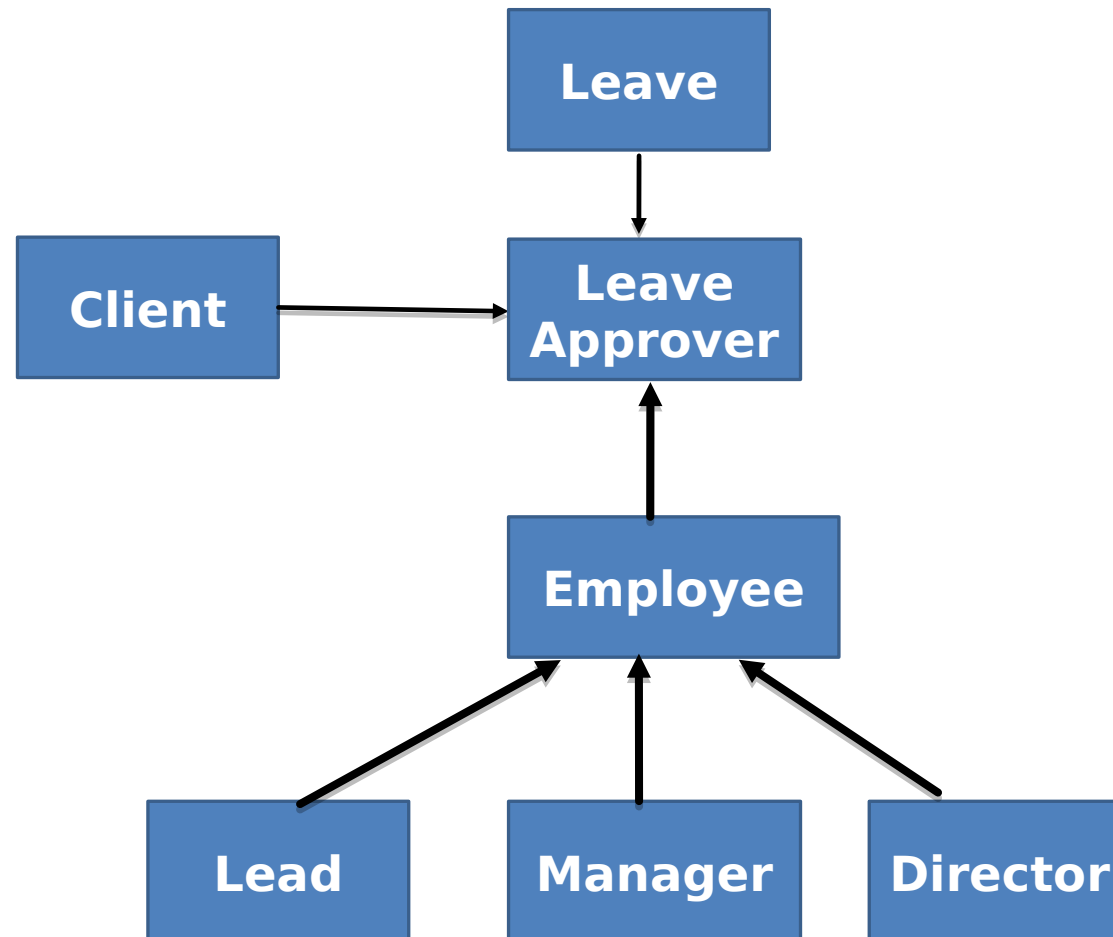 Leave
Client
Leave
Approver
Employee
Lead
Manager
Director